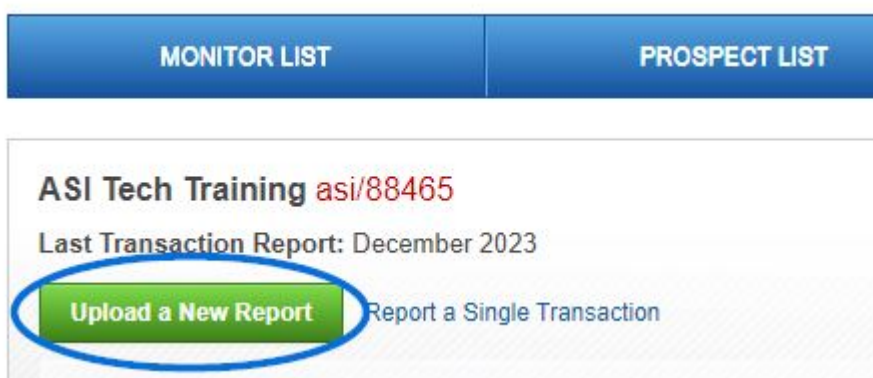 MONITOR LIST PROSPECT LIST
ASI Tech Training asi/88465
Last Transaction Report: December 2023
Upload a New Report Report a Single Transaction